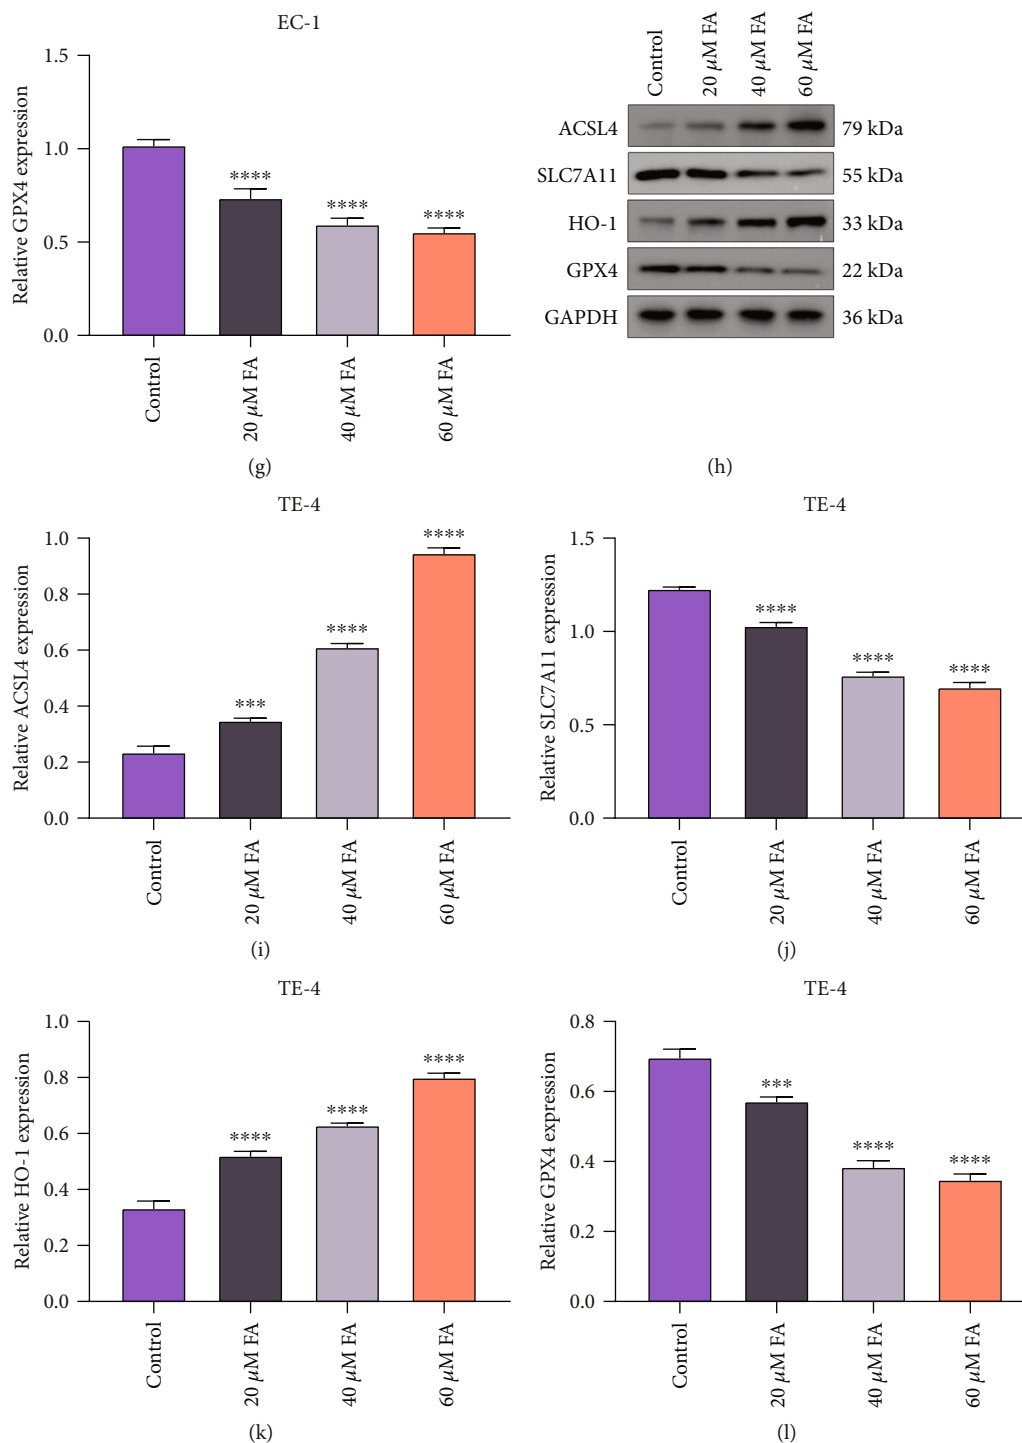 EC-1
Relative GPX4 expression
1.5
1.0
0.5
0.0
****
****
****
Control
20 µM FA
40 µM FA
60 µM FA
(g)
Control
20 µM FA
40 µM FA
60 µM FA
ACSL4 79 kDa
SLC7A11 55 kDa
HO-1 33 kDa
GPX4 22 kDa
GAPDH 36 kDa
(h)
TE-4
Relative ACSL4 expression
1.0
0.8
0.6
0.4
0.2
0.0
***
****
****
Control
20 µM FA
40 µM FA
60 µM FA
(i)
TE-4
Relative SLC7A11 expression
1.5
1.0
0.5
0.0
****
****
****
Control
20 µM FA
40 µM FA
60 µM FA
(j)
TE-4
Relative HO-1 expression
1.0
0.8
0.6
0.4
0.2
0.0
****
****
****
Control
20 µM FA
40 µM FA
60 µM FA
(k)
TE-4
Relative GPX4 expression
0.8
0.6
0.4
0.2
0.0
***
****
****
Control
20 µM FA
40 µM FA
60 µM FA
(l)